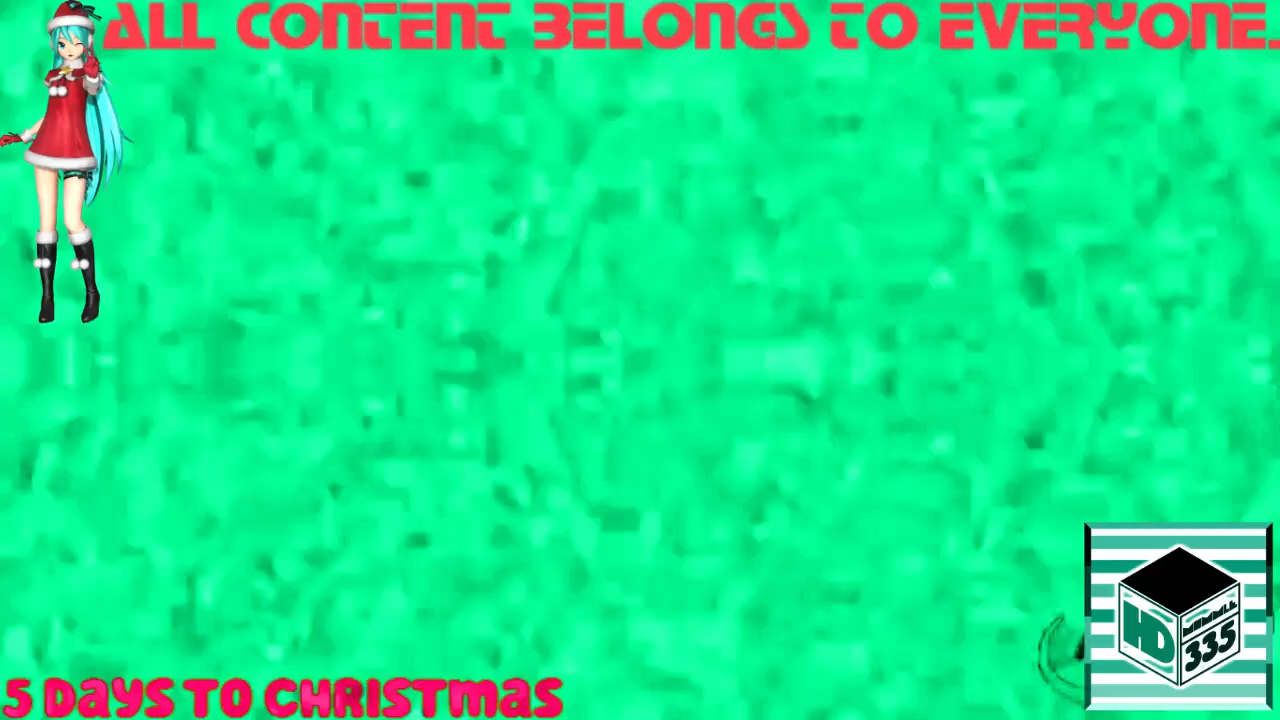 ALL CONTENT BELONGS TO EVERYONE.
5 DAYS TO CHRISTMAS
HD
335